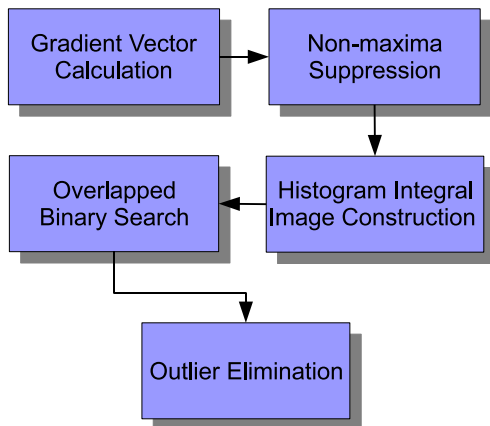 Gradient Vector
Calculation
Non-maxima
Suppression
Histogram Integral
Image Construction
Overlapped
Binary Search
Outlier Elimination